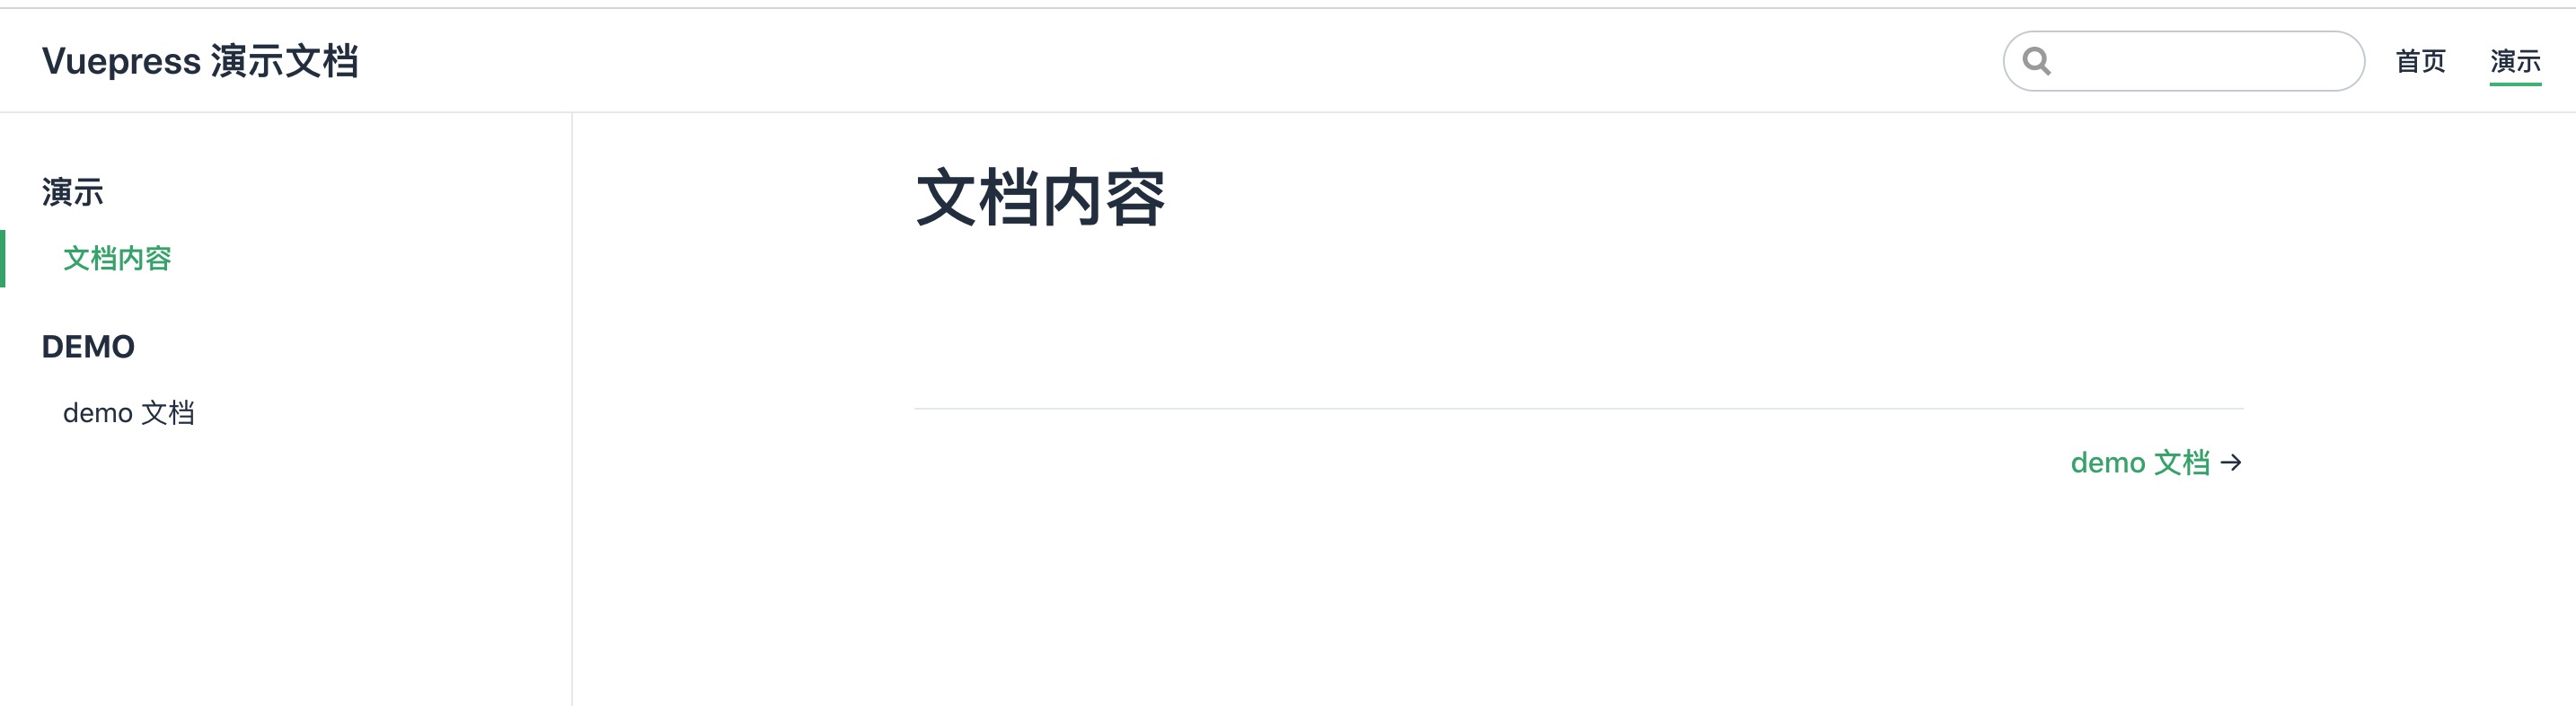 Vuepress 演示文档
首页
演示
演示
文档内容
DEMO
demo 文档
文档内容
demo 文档 →